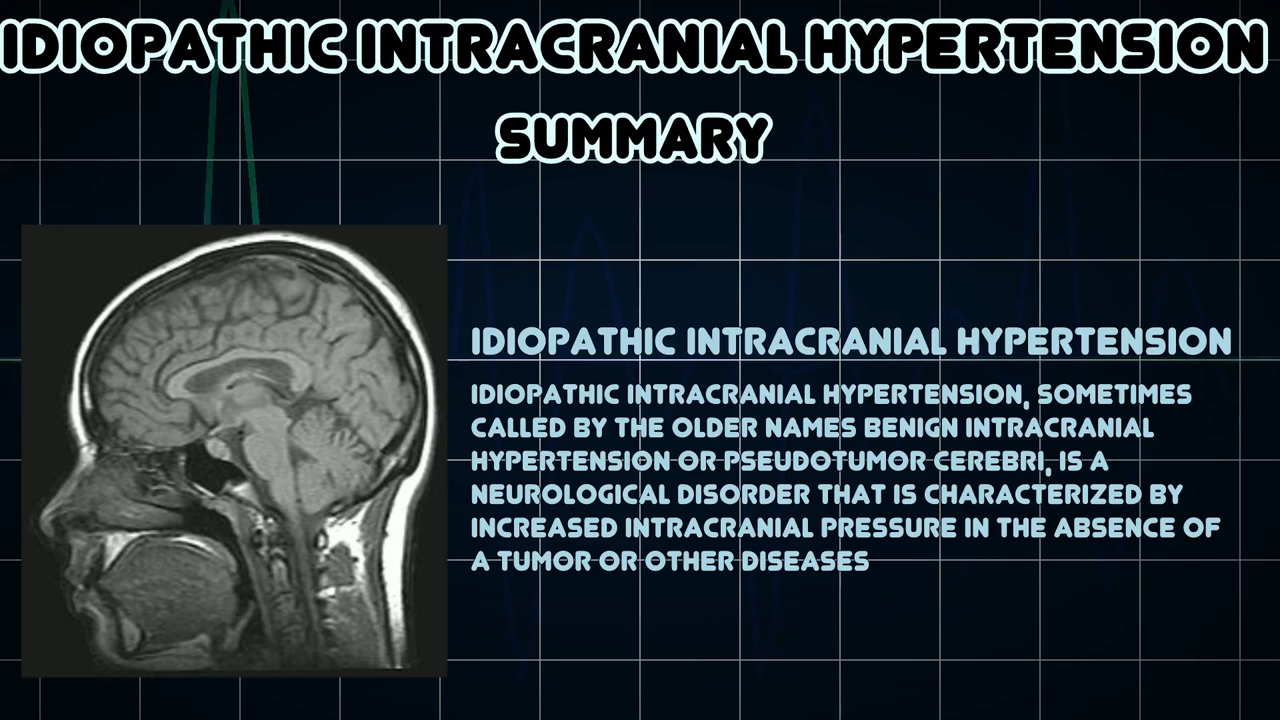 IDIOPATHIC INTRACRANIAL HYPERTENSION
SUMMARY
IDIOPATHIC INTRACRANIAL HYPERTENSION
IDIOPATHIC INTRACRANIAL HYPERTENSION, SOMETIMES
CALLED BY THE OLDER NAMES BENIGN INTRACRANIAL
HYPERTENSION OR PSEUDOTUMOR CEREBRI, IS A
NEUROLOGICAL DISORDER THAT IS CHARACTERIZED BY
INCREASED INTRACRANIAL PRESSURE IN THE ABSENCE OF
A TUMOR OR OTHER DISEASES